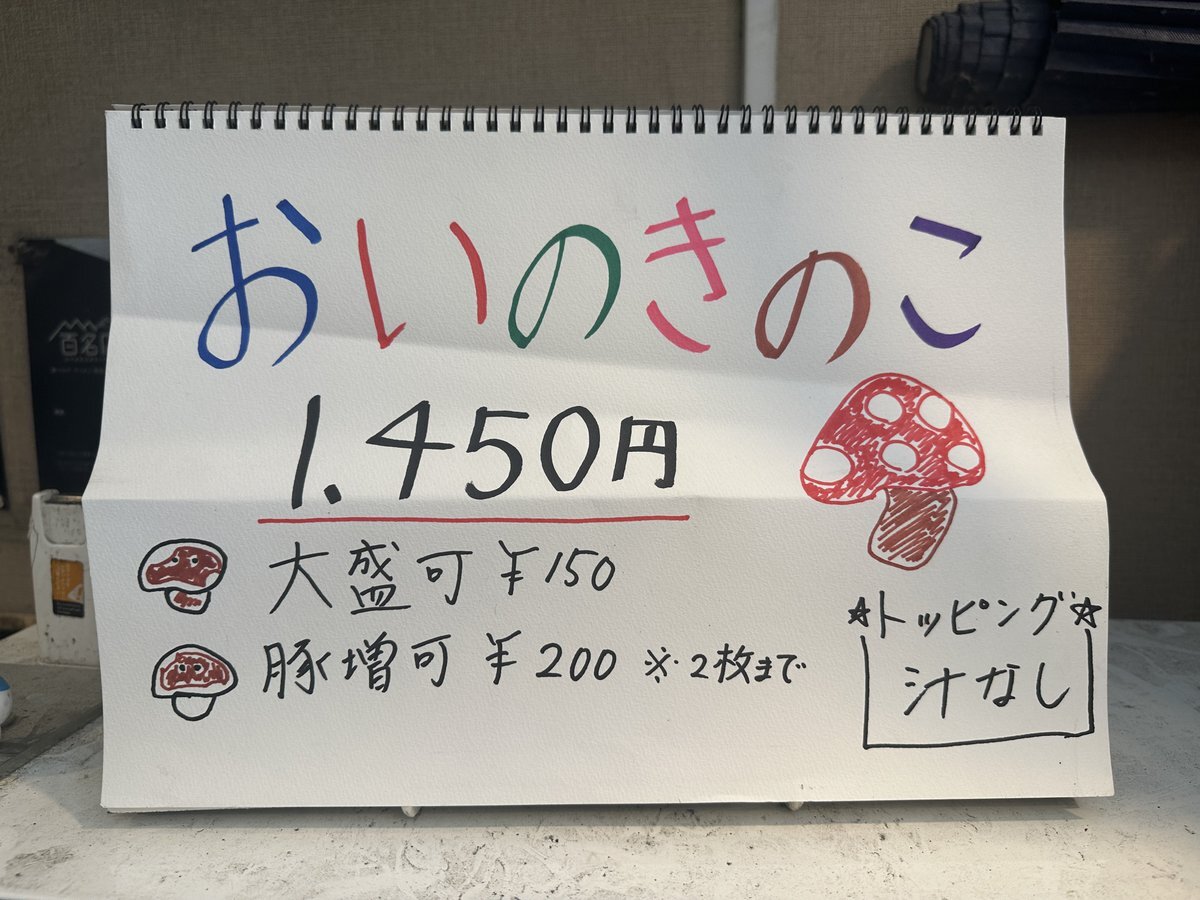 おいのきのこ
1.450円
大盛可 ¥150
豚増可 ¥200 ※2枚まで
☆トッピング☆
汁なし